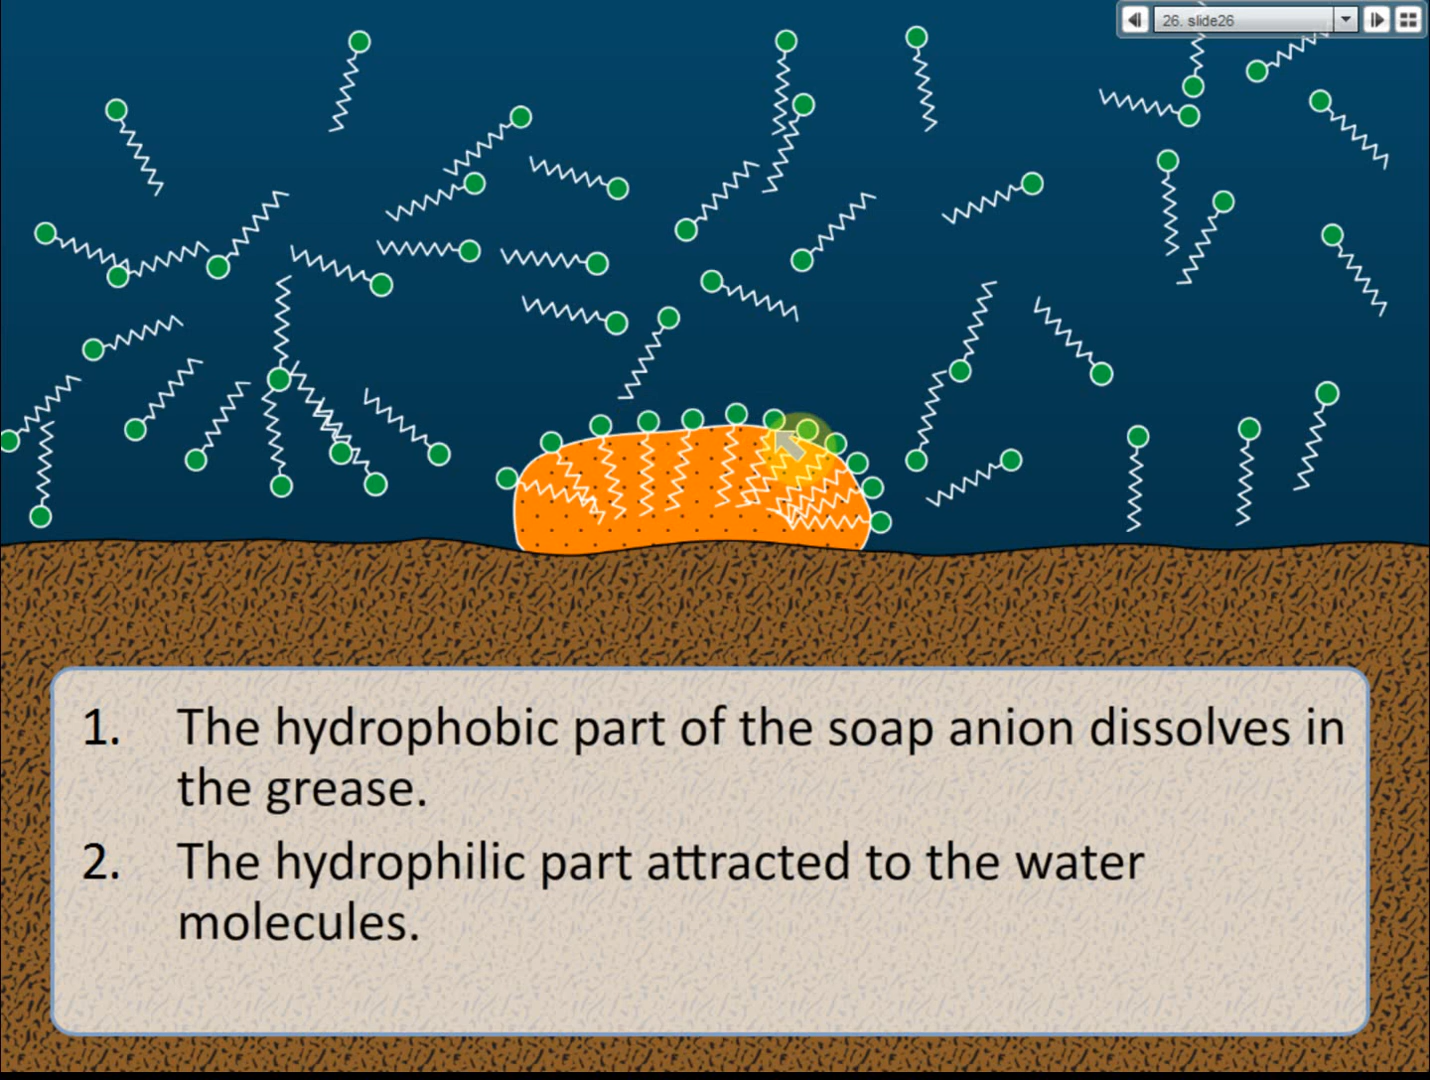 26. slide26
1. The hydrophobic part of the soap anion dissolves in
the grease.
2. The hydrophilic part attracted to the water
molecules.